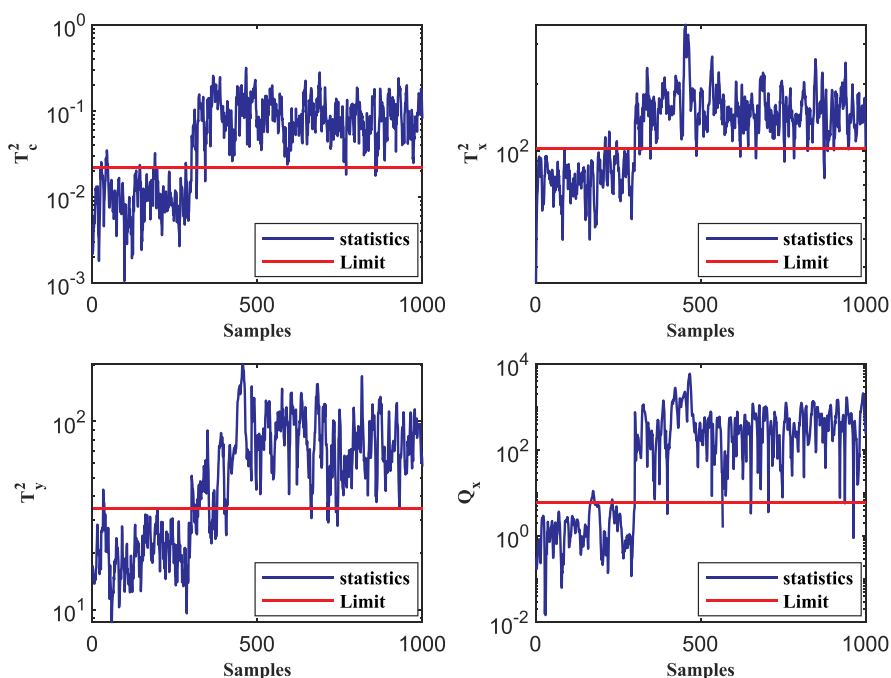 10^0
10^-1
10^-2
10^-3
T_c^2
statistics
Limit
0 500 1000
Samples
10^2
T_x^2
statistics
Limit
0 500 1000
Samples
10^2
10^1
T_y^2
statistics
Limit
0 500 1000
Samples
10^4
10^2
10^0
10^-2
Q_x
statistics
Limit
0 500 1000
Samples